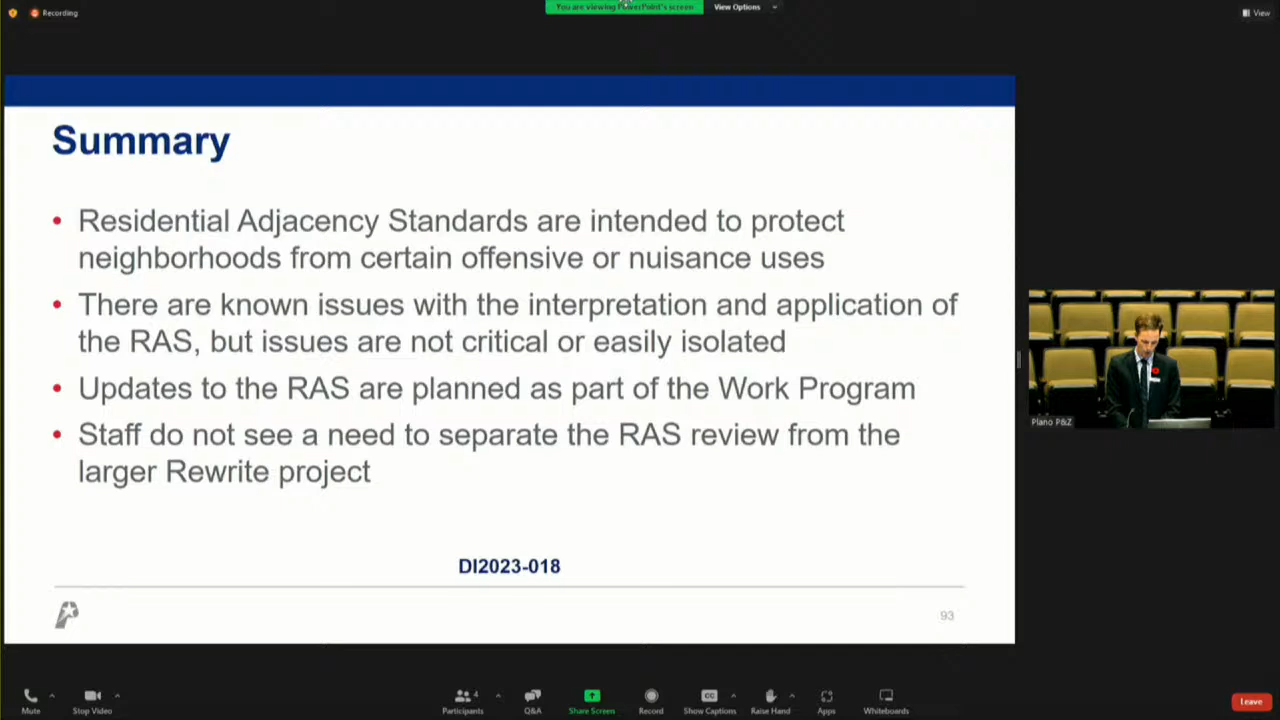 Recording
You are viewing PowerPoint's screen
View Options
View
Summary
• Residential Adjacency Standards are intended to protect
neighborhoods from certain offensive or nuisance uses
• There are known issues with the interpretation and application of
the RAS, but issues are not critical or easily isolated
• Updates to the RAS are planned as part of the Work Program
• Staff do not see a need to separate the RAS review from the
larger Rewrite project
DI2023-018
93
Plano P&Z
Mute
Stop Video
Participants
4
Q&A
Share Screen
Record
CC
Show Captions
Raise Hand
Apps
Whiteboards
Leave